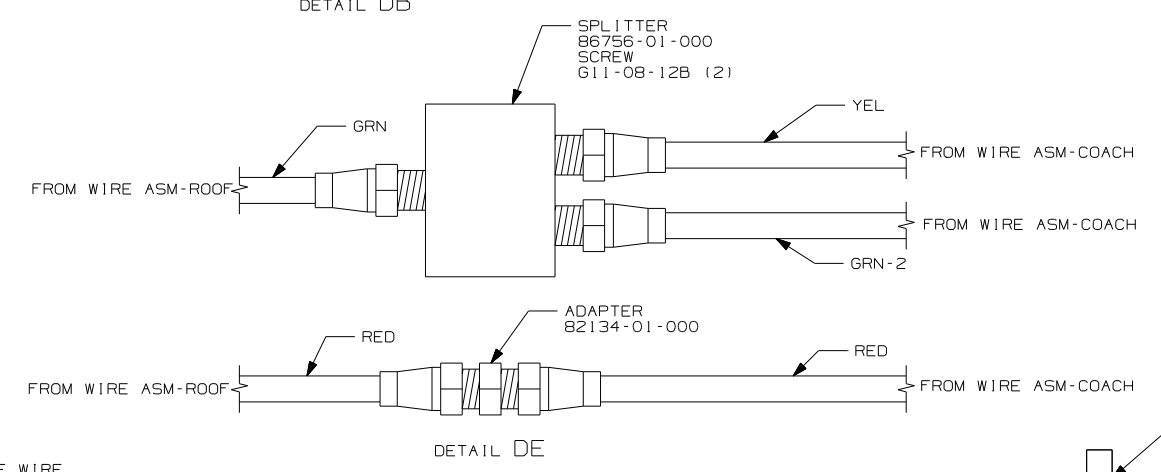 DETAIL DB
SPLITTER
86756-01-000
SCREW
G11-08-12B (2)
YEL
GRN
FROM WIRE ASM-COACH
FROM WIRE ASM-ROOF
FROM WIRE ASM-COACH
GRN-2
ADAPTER
82134-01-000
RED
RED
FROM WIRE ASM-ROOF
FROM WIRE ASM-COACH
DETAIL DE
WIRE